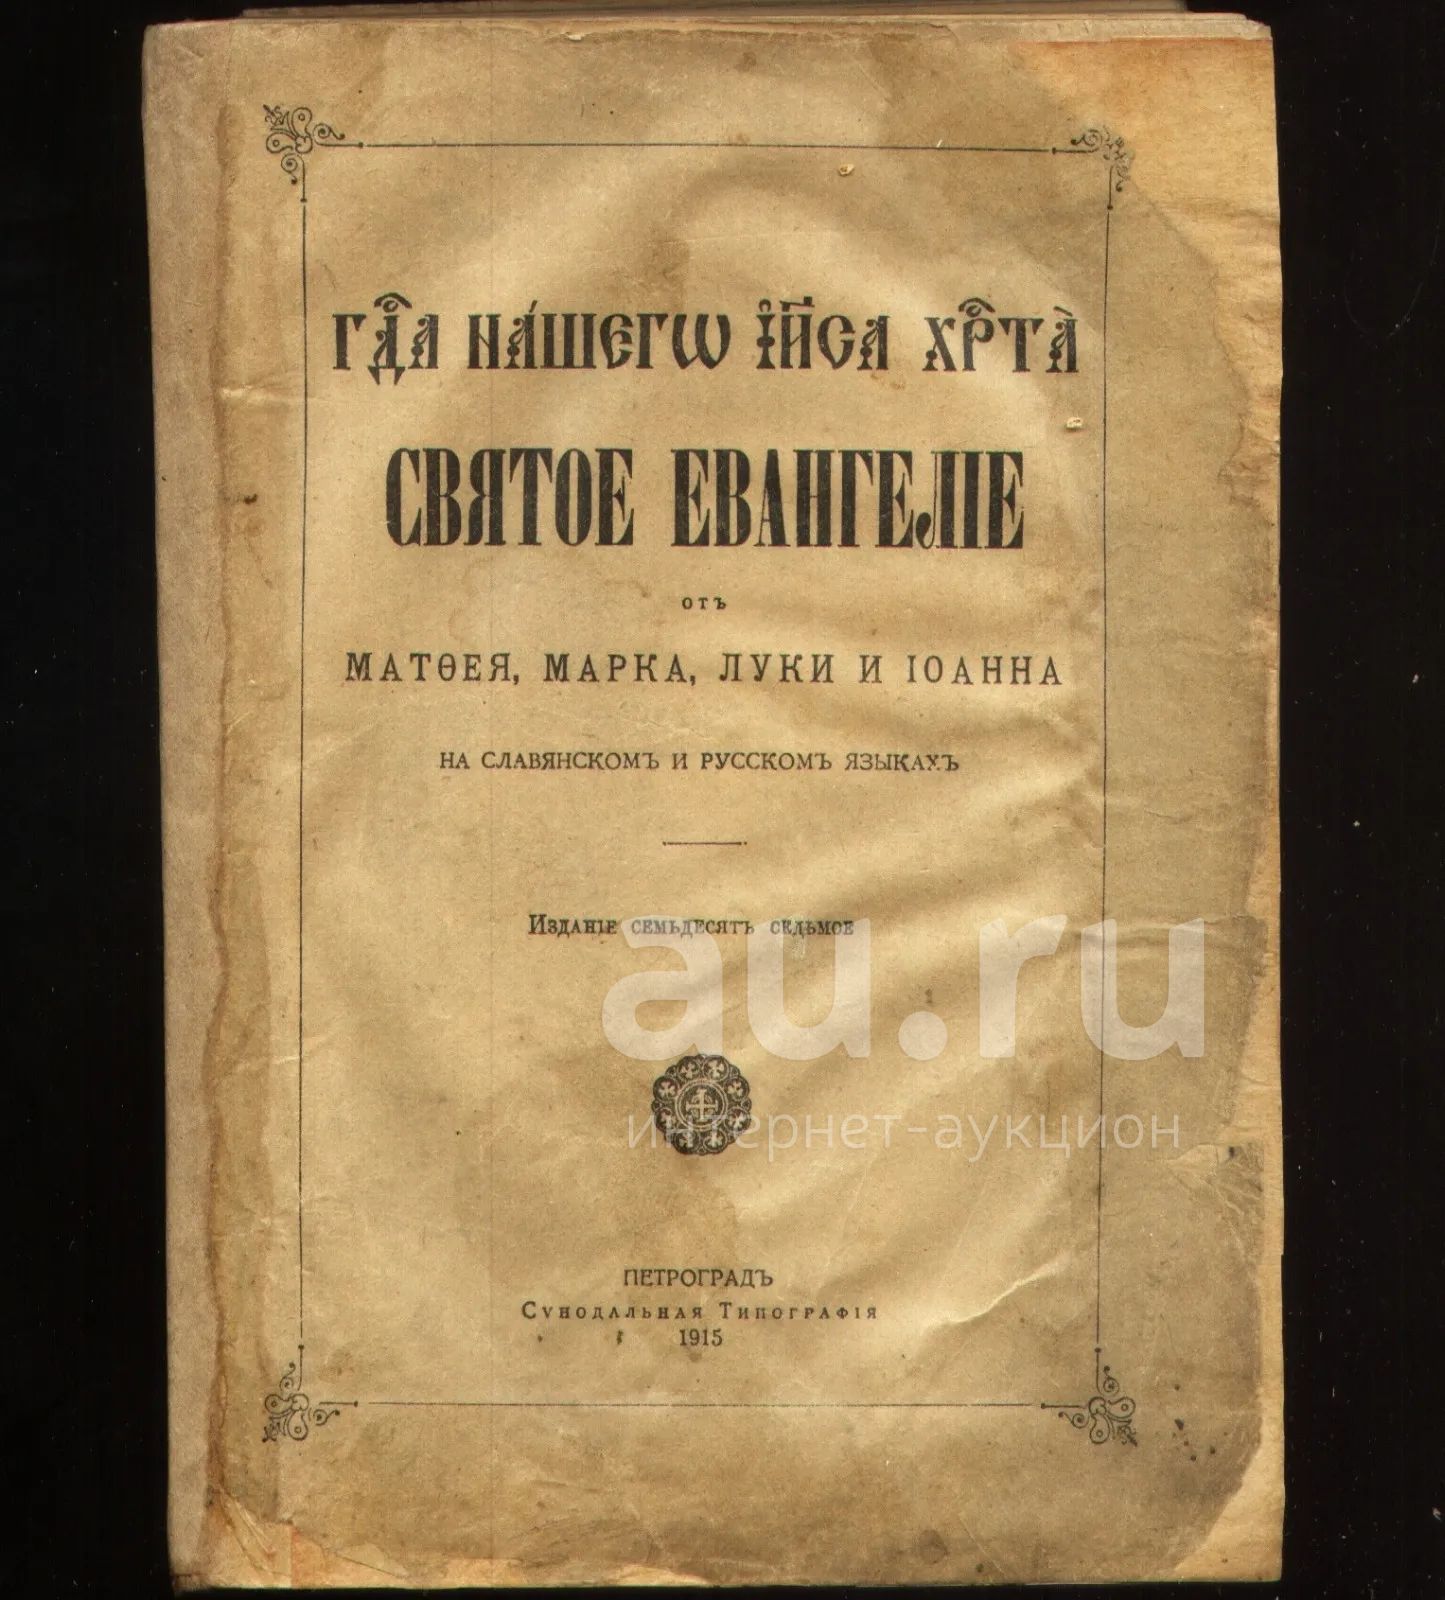 Гдⷭ҇а на́шегѡ і҆и҃са хрⷭ҇та̀
СВЯТОЕ ЕВАНГЕЛІЕ
отъ
МАТѲЕЯ, МАРКА, ЛУКИ И ІОАННА
НА СЛАВЯНСКОМЪ И РУССКОМЪ ЯЗЫКАХЪ
Изданіе семьдесятъ седьмое
au.ru
интернет-аукцион
ПЕТРОГРАДЪ
Сѵнодальная Типографія
1915